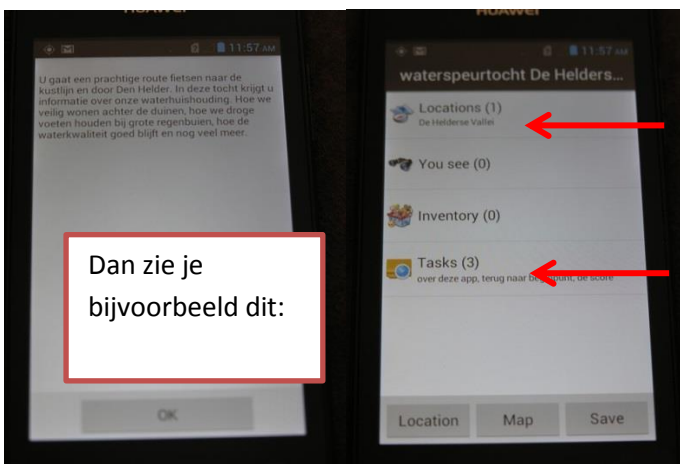 HUAWEI
11:57 AM
U gaat een prachtige route fietsen naar de
kustlijn en door Den Helder. In deze tocht krijgt u
informatie over onze waterhuishouding. Hoe we
veilig wonen achter de duinen, hoe we droge
voeten houden bij grote regenbuien, hoe de
waterkwaliteit goed blijft en nog veel meer.
Dan zie je
bijvoorbeeld dit:
OK
HUAWEI
11:57 AM
waterspeurtocht De Helders...
Locations (1)
De Helderse Vallei
You see (0)
Inventory (0)
Tasks (3)
over deze app, terug naar beginpunt, de score
Location
Map
Save